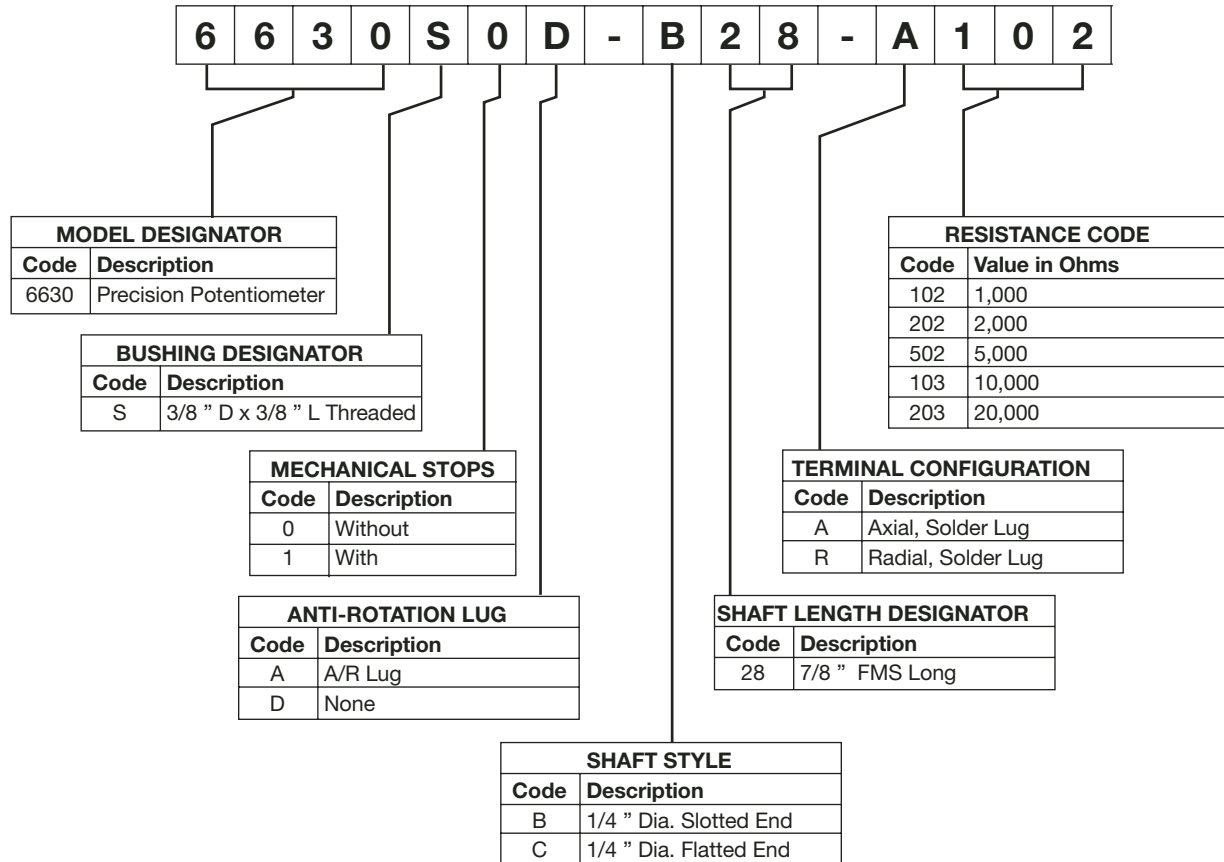 6630S0D-B28-A102
MODEL DESIGNATOR
Code Description
6630 Precision Potentiometer
BUSHING DESIGNATOR
Code Description
S 3/8 ” D x 3/8 ” L Threaded
MECHANICAL STOPS
Code Description
0 Without
1 With
ANTI-ROTATION LUG
Code Description
A A/R Lug
D None
SHAFT STYLE
Code Description
B 1/4 ” Dia. Slotted End
C 1/4 ” Dia. Flatted End
SHAFT LENGTH DESIGNATOR
Code Description
28 7/8 ” FMS Long
TERMINAL CONFIGURATION
Code Description
A Axial, Solder Lug
R Radial, Solder Lug
RESISTANCE CODE
Code Value in Ohms
102 1,000
202 2,000
502 5,000
103 10,000
203 20,000